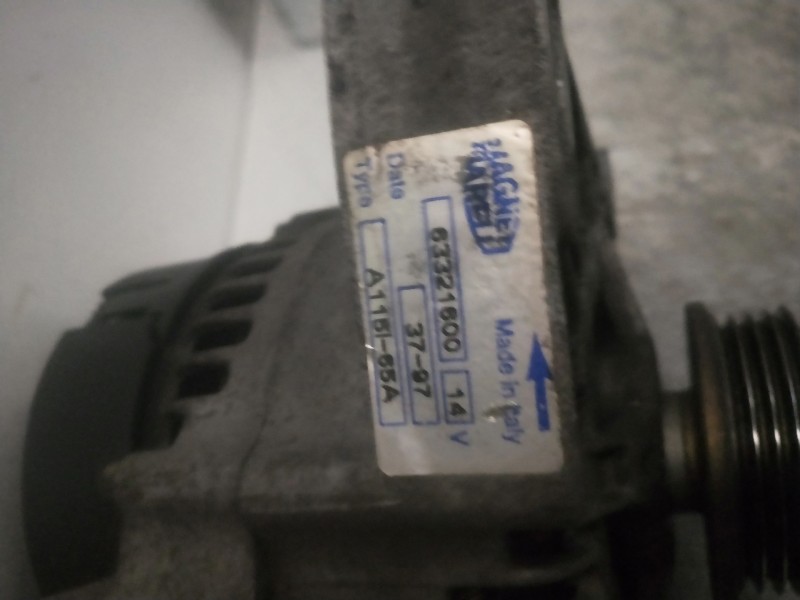 MAGNETI
MARELLI
Made in Italy
63321600 14 V
Date 37-97
Type A115I-65A